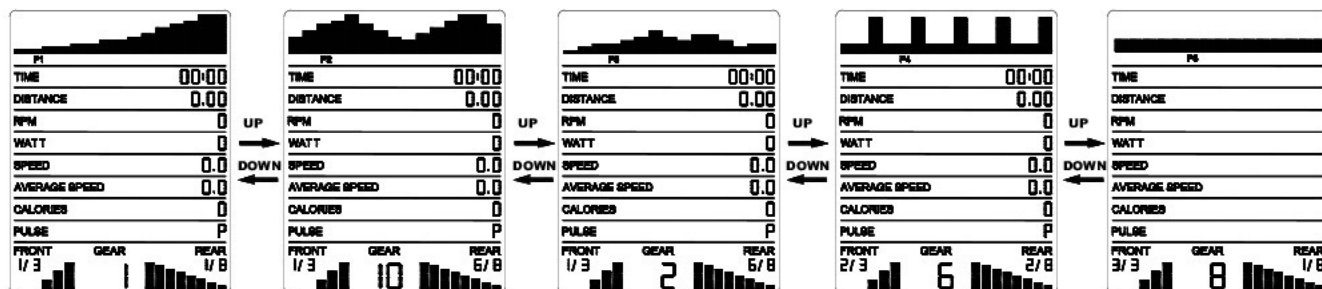 P1
TIME 00:00
DISTANCE 0.00
RPM 0
WATT 0
SPEED 0.0
AVERAGE SPEED 0.0
CALORIES 0
PULSE P
FRONT GEAR REAR
1/3 1 1/8
UP
DOWN
P2
TIME 00:00
DISTANCE 0.00
RPM 0
WATT 0
SPEED 0.0
AVERAGE SPEED 0.0
CALORIES 0
PULSE P
FRONT GEAR REAR
1/3 10 6/8
UP
DOWN
P3
TIME 00:00
DISTANCE 0.00
RPM 0
WATT 0
SPEED 0.0
AVERAGE SPEED 0.0
CALORIES 0
PULSE P
FRONT GEAR REAR
1/3 2 6/8
UP
DOWN
P4
TIME 00:00
DISTANCE 0.00
RPM 0
WATT 0
SPEED 0.0
AVERAGE SPEED 0.0
CALORIES 0
PULSE P
FRONT GEAR REAR
2/3 6 2/8
UP
DOWN
P5
TIME
DISTANCE
RPM
WATT
SPEED
AVERAGE SPEED
CALORIES
PULSE
FRONT GEAR REAR
3/3 8 1/8